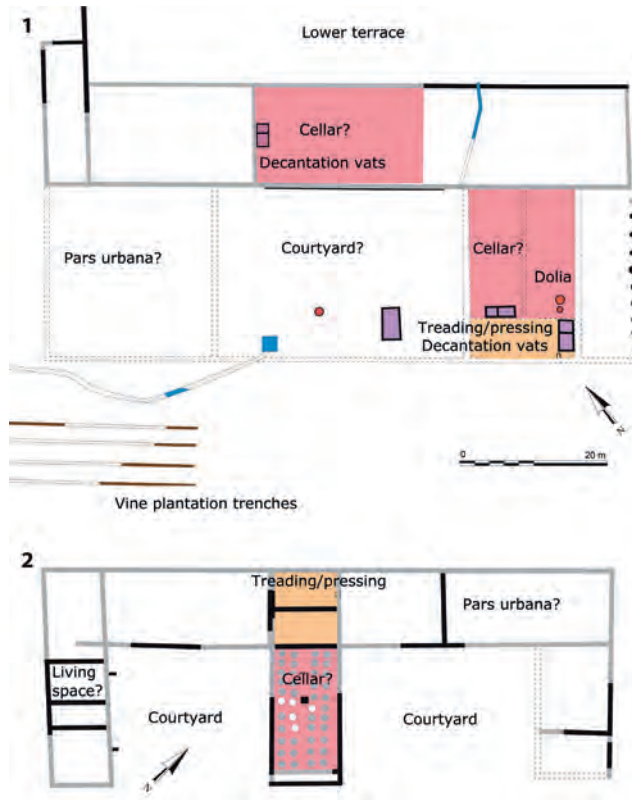 1
Lower terrace
Cellar?
Decantation vats
Pars urbana?
Courtyard?
Cellar?
Dolia
Treading/pressing
Decantation vats
N
0 20 m
Vine plantation trenches
2
Treading/pressing
Pars urbana?
Living
space?
Cellar?
Courtyard
Courtyard
N